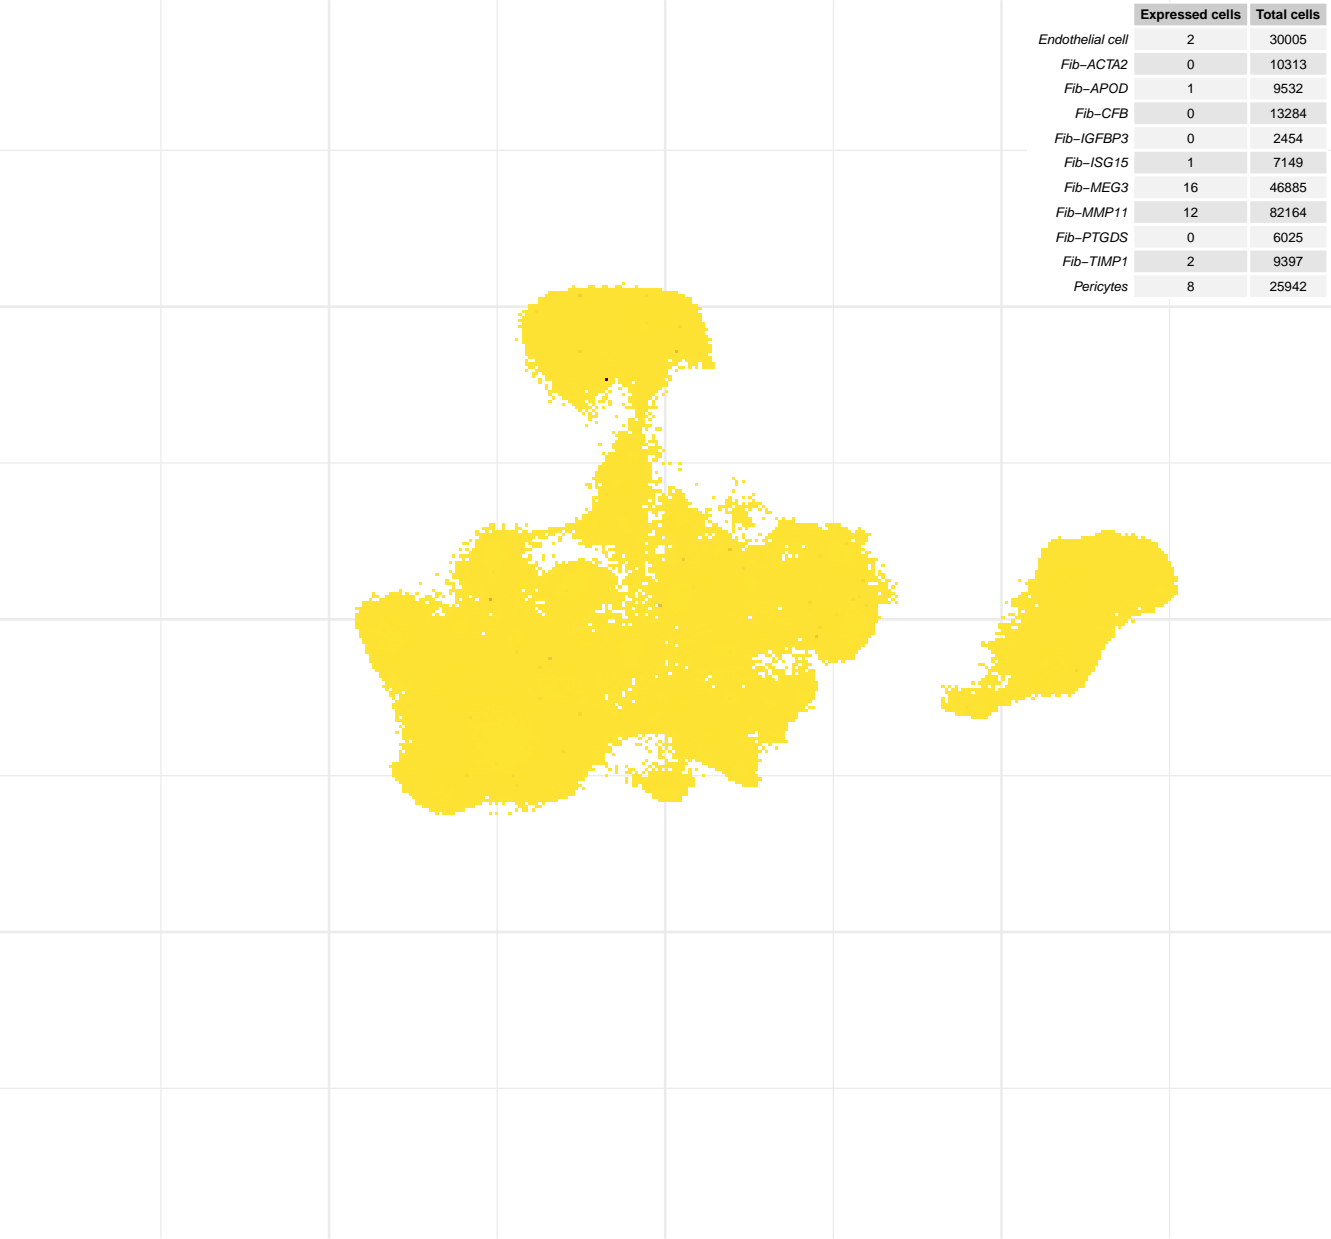 Expressed cells Total cells
Endothelial cell 2 30005
Fib−ACTA2 0 10313
Fib−APOD 1 9532
Fib−CFB 0 13284
Fib−IGFBP3 0 2454
Fib−ISG15 1 7149
Fib−MEG3 16 46885
Fib−MMP11 12 82164
Fib−PTGDS 0 6025
Fib−TIMP1 2 9397
Pericytes 8 25942